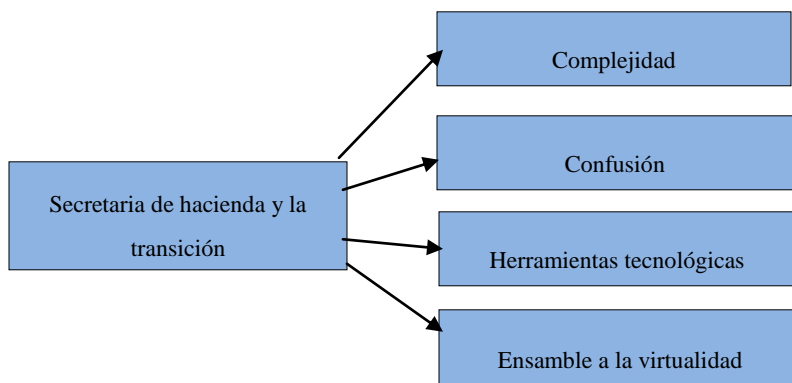 Complejidad
Confusión
Secretaria de hacienda y la
transición
Herramientas tecnológicas
Ensamble a la virtualidad